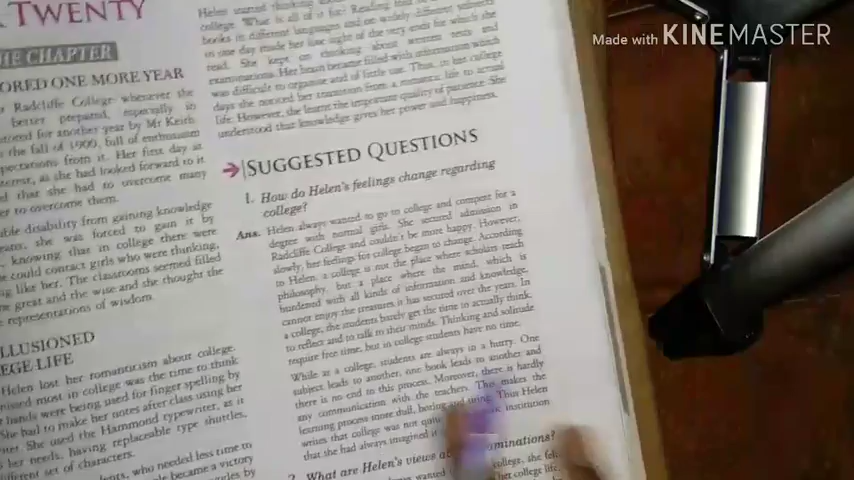 TWENTY
HE CHAPTER
ORED ONE MORE YEAR
Radcliffe College whenever the
better prepared, especially in
tutored for another year by Mr Keith.
the fall of 1900, full of enthusiasm
pectations from it. Her first day at
terest, as she had looked forward to it
d that she had to overcome many
er to overcome them.
able disability from gaining knowledge
eans, she was forced to gain it by
knowing that in college there were
e could contact girls who were thinking,
g like her. The classrooms seemed filled
he great and the wise and she thought the
e representations of wisdom.
LLUSIONED
EGE LIFE
Helen lost her romanticism about college.
missed most in college was the time to think
hands were being used for finger spelling by
She had to make her notes after class using her
ter. She used the Hammond typewriter, as it
her needs, having replaceable type shuttles,
different set of characters.
ents, who needed less time to
became a victory
Helen started thinking about
college. What is all of it for? Reading
books in different languages and on widely different subjects
in one day made her lose sight of the very ends for which she
read. She kept on thinking about written tests and
examinations. Her brain became filled with information which
was difficult to organise and of little use. Thus, in her college
days she noticed her transition from a romantic life to actual
life. However, she learnt the important quality of patience. She
understood that knowledge gives her power and happiness.
SUGGESTED QUESTIONS
1. How do Helen's feelings change regarding
college?
Ans. Helen always wanted to go to college and compete for a
degree with normal girls. She secured admission in
Radcliffe College and couldn't be more happy. However,
slowly, her feelings for college began to change. According
to Helen, a college is not the place where scholars teach
philosophy, but a place where the mind, which is
burdened with all kinds of information and knowledge,
cannot enjoy the treasures it has secured over the years. In
a college, the students barely get the time to actually think,
to reflect and to talk to their minds. Thinking and solitude
require free time, but in college students have no time.
While at a college, students are always in a hurry. One
subject leads to another, one book leads to another and
there is no end to this process. Moreover, there is hardly
any communication with the teachers. This makes the
learning process more dull, boring and tiring. Thus Helen
writes that college was not quite institution
that she had always imagined it
2. What are Helen's views examinations?
wanted college, she felt
her college life.
Made with KINEMASTER